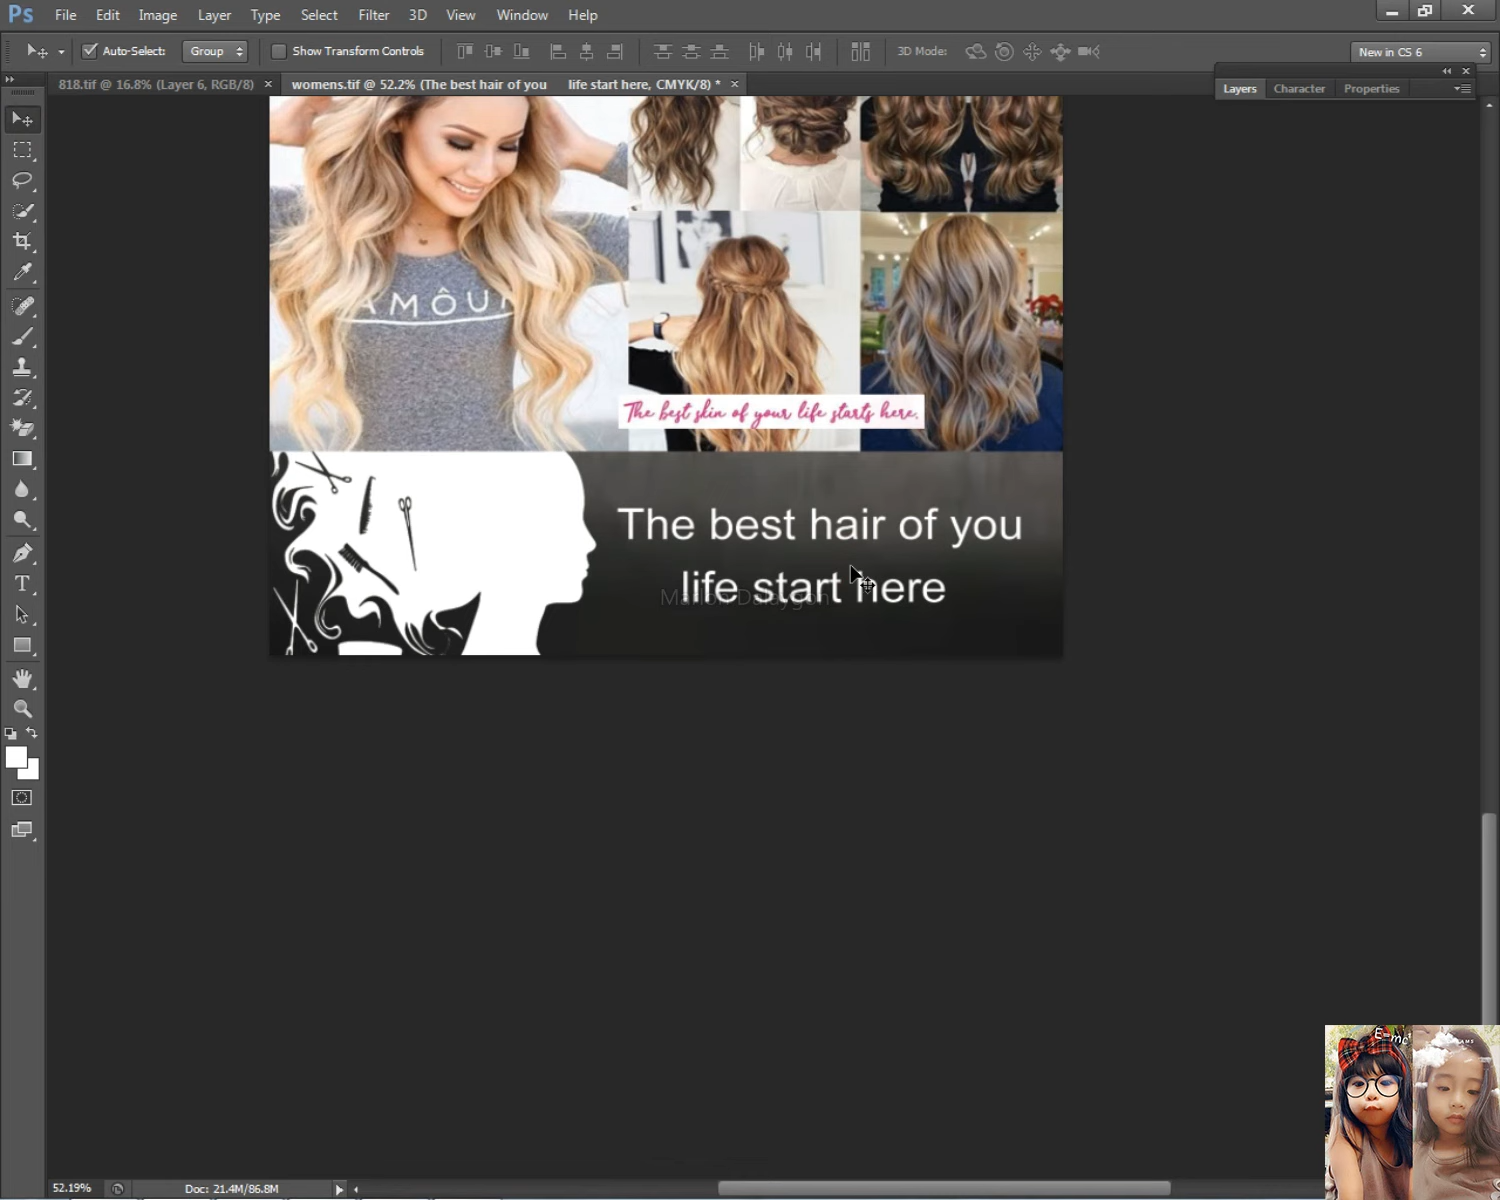 Ps File Edit Image Layer Type Select Filter 3D View Window Help
Auto-Select: Group Show Transform Controls 3D Mode: New in CS 6
818.tif @ 16.8% (Layer 6, RGB/8) × womens.tif @ 52.2% (The best hair of you life start here, CMYK/8) * ×
Layers Character Properties
AMÔU
The best skin of your life starts here.
The best hair of you
life start here
E=mc²
52.19% Doc: 21.4M/86.8M